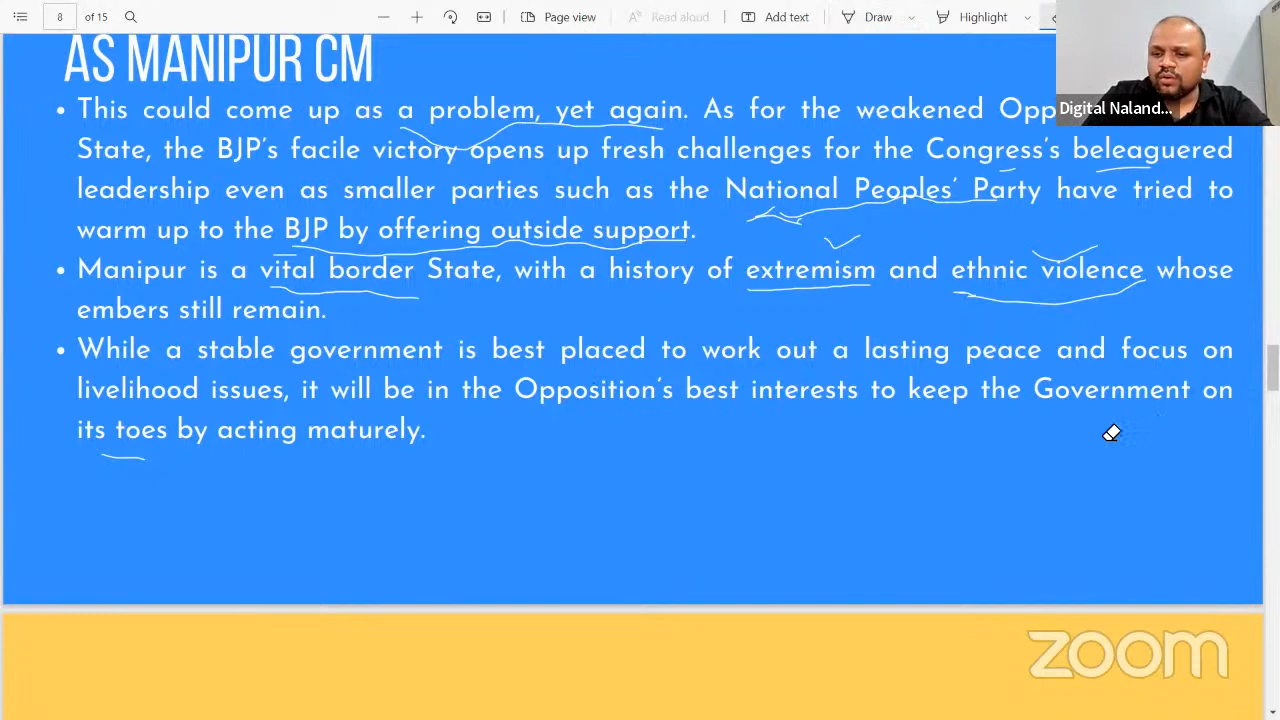 8 of 15 Page view Read aloud Add text Draw Highlight
AS MANIPUR CM
Digital Naland...
• This could come up as a problem, yet again. As for the weakened
State, the BJP's facile victory opens up fresh challenges for the Congress's beleaguered
leadership even as smaller parties such as the National Peoples' Party have tried to
warm up to the BJP by offering outside support.
• Manipur is a vital border State, with a history of extremism and ethnic violence whose
embers still remain.
• While a stable government is best placed to work out a lasting peace and focus on
livelihood issues, it will be in the Opposition's best interests to keep the Government on
its toes by acting maturely.
zoom